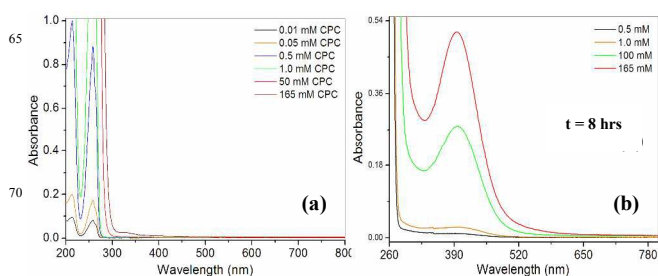 65
70
1.0
0.8
0.6
0.4
0.2
0.0
Absorbance
0.01 mM CPC
0.05 mM CPC
0.5 mM CPC
1.0 mM CPC
50 mM CPC
165 mM CPC
(a)
200 300 400 500 600 700 800
Wavelength (nm)
0.54
0.36
0.18
0.00
Absorbance
0.5 mM
1.0 mM
100 mM
165 mM
t = 8 hrs
(b)
260 390 520 650 780
Wavelength (nm)